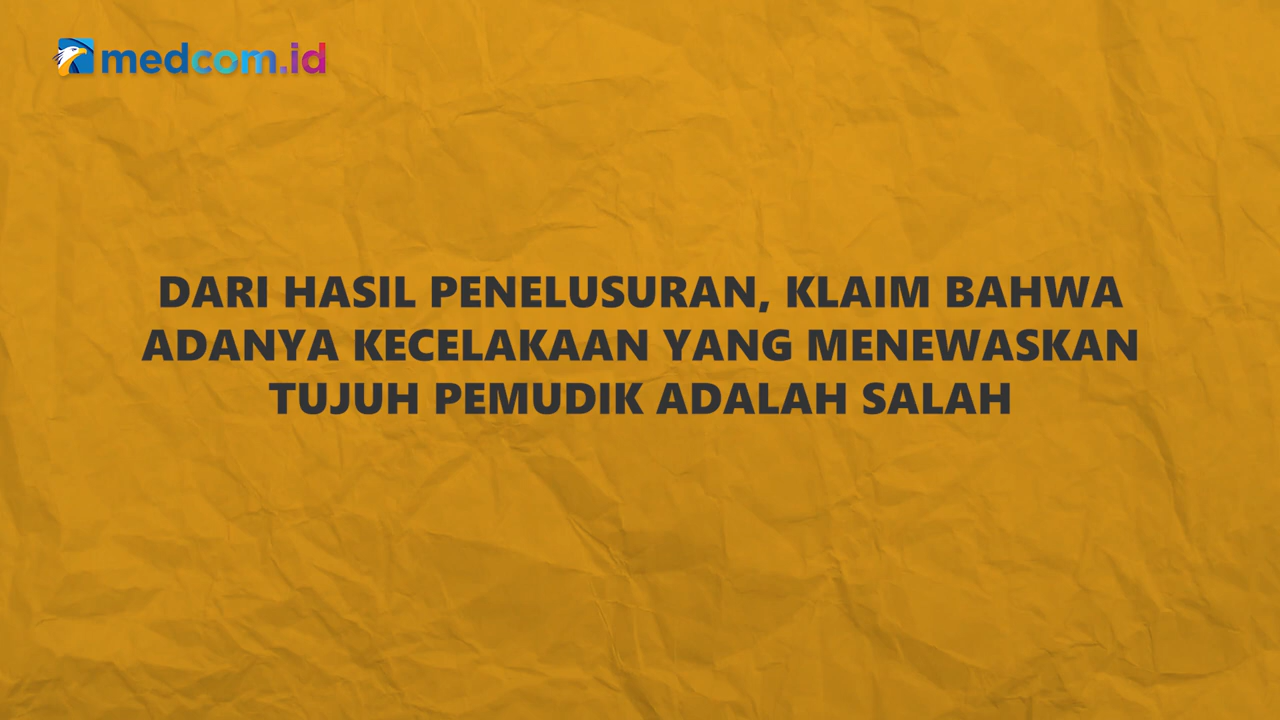 medcom.id
DARI HASIL PENELUSURAN, KLAIM BAHWA
ADANYA KECELAKAAN YANG MENEWASKAN
TUJUH PEMUDIK ADALAH SALAH